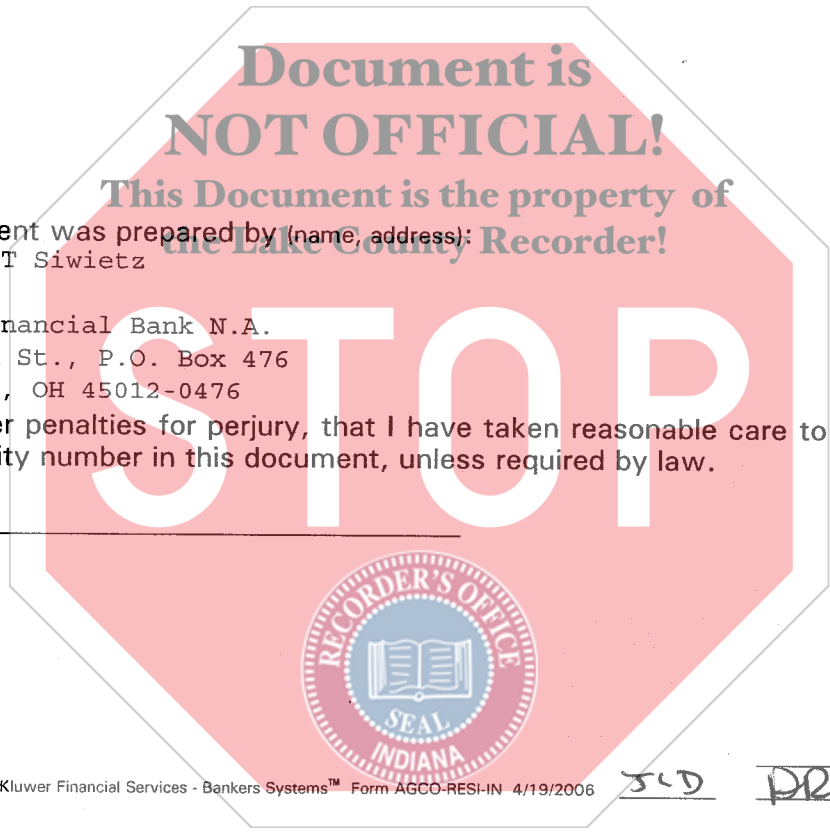 Document is
NOT OFFICIAL!
This Document is the property of
the Lake County Recorder!
ent was prepared by (name, address):
T Siwietz
nancial Bank N.A.
St., P.O. Box 476
, OH 45012-0476
er penalties for perjury, that I have taken reasonable care to
ity number in this document, unless required by law.
STOP
RECORDER'S OFFICE
SEAL
INDIANA
Kluwer Financial Services - Bankers Systems™ Form AGCO-RESI-IN 4/19/2006 JLD DR